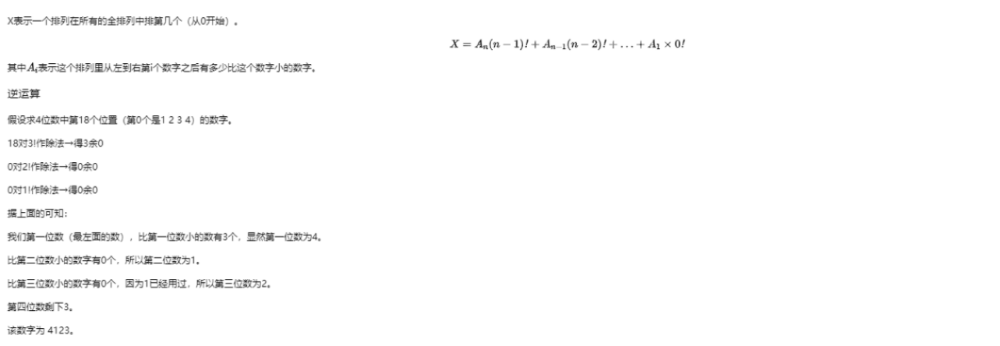 X表示一个排列在所有的全排列中排第几个（从0开始）。
X = Aₙ(n − 1)! + Aₙ₋₁(n − 2)! + … + A₁ × 0!
其中Aᵢ表示这个排列里从左到右第i个数字之后有多少比这个数字小的数字。
逆运算
假设求4位数中第18个位置（第0个是1 2 3 4）的数字。
18对3!作除法→得3余0
0对2!作除法→得0余0
0对1!作除法→得0余0
据上面的可知：
我们第一位数（最左面的数），比第一位数小的数有3个，显然第一位数为4。
比第二位数小的数字有0个，所以第二位数为1。
比第三位数小的数字有0个，因为1已经用过，所以第三位数为2。
第四位数剩下3。
该数字为 4123。